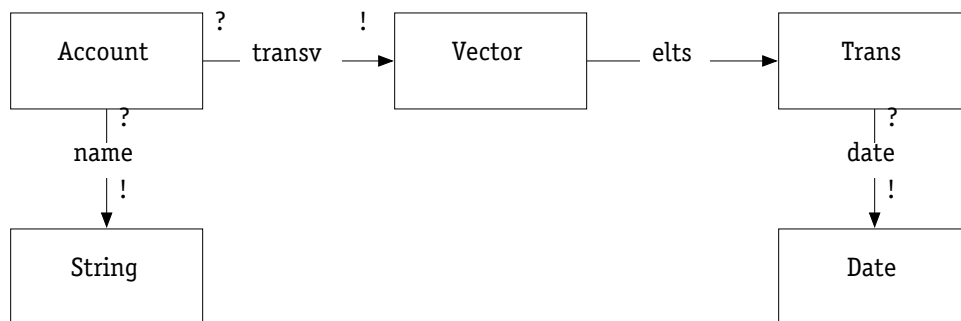 ? !
Account transv Vector elts Trans
? ?
name date
! !
String Date